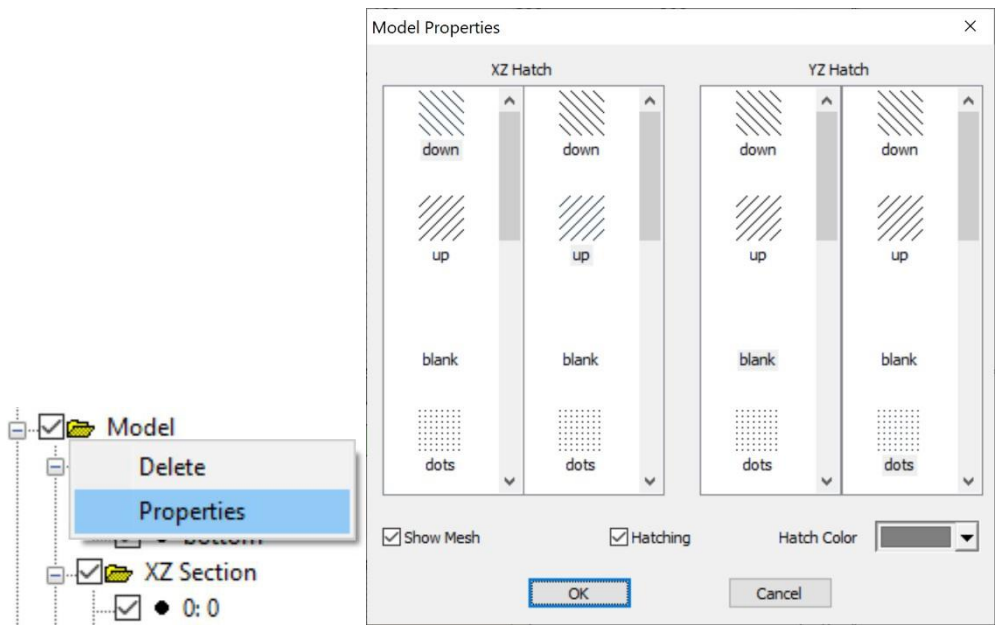 Model Properties
XZ Hatch YZ Hatch
down down down down
up up up up
blank blank blank blank
dots dots dots dots
Show Mesh Hatching Hatch Color
OK Cancel
Model
Delete
Properties
bottom
XZ Section
0: 0